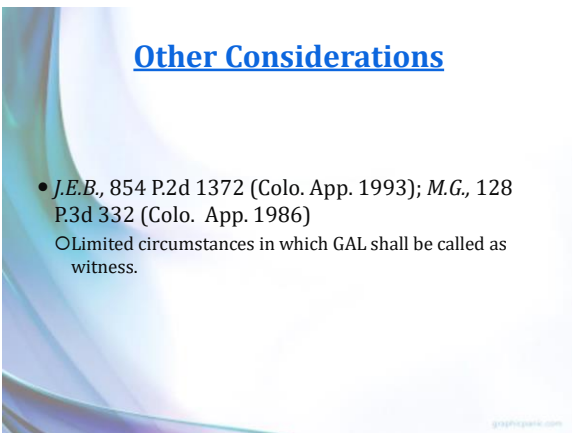 Other Considerations
• J.E.B., 854 P.2d 1372 (Colo. App. 1993); M.G., 128
P.3d 332 (Colo. App. 1986)
○Limited circumstances in which GAL shall be called as
witness.
graphicpanic.com